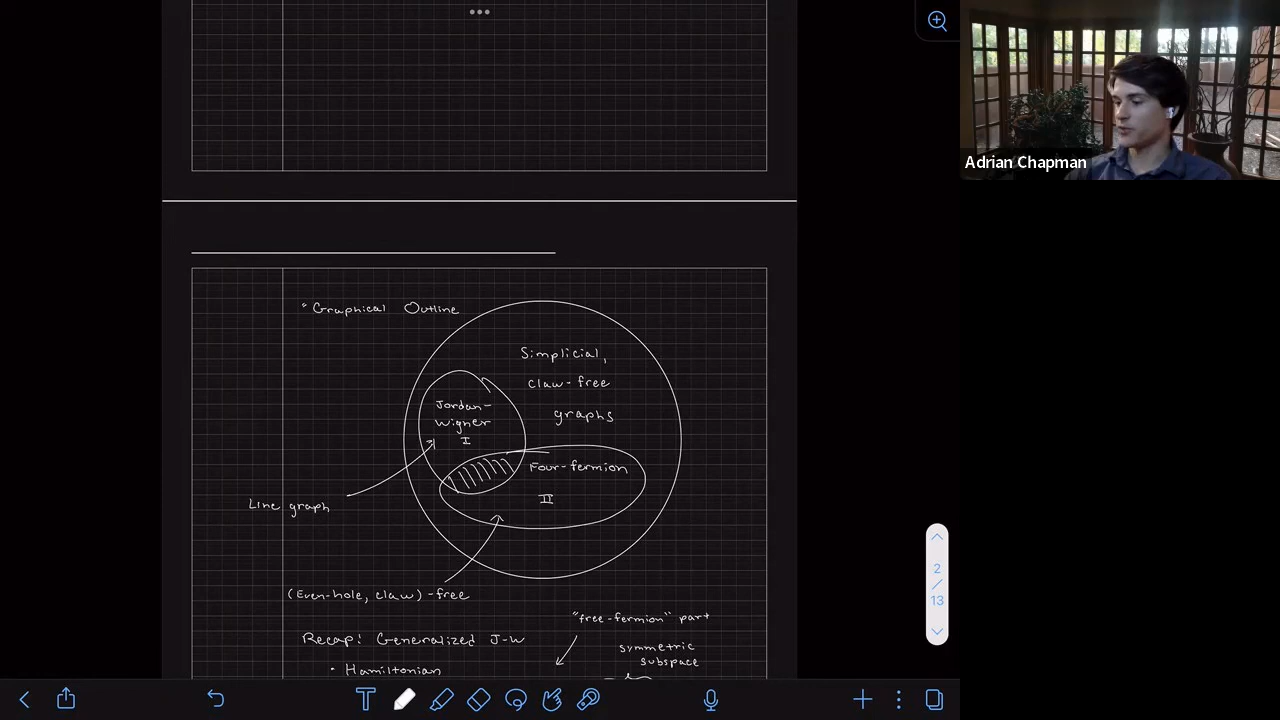 "Graphical Outline
Simplicial,
claw-free
graphs
Jordan-
Wigner
I
Four-fermion
II
Line graph
(Even-hole, claw)-free
"free-fermion" part
Recap! Generalized J-W
symmetric
subspace
• Hamiltonian
Adrian Chapman
2
/
13
T